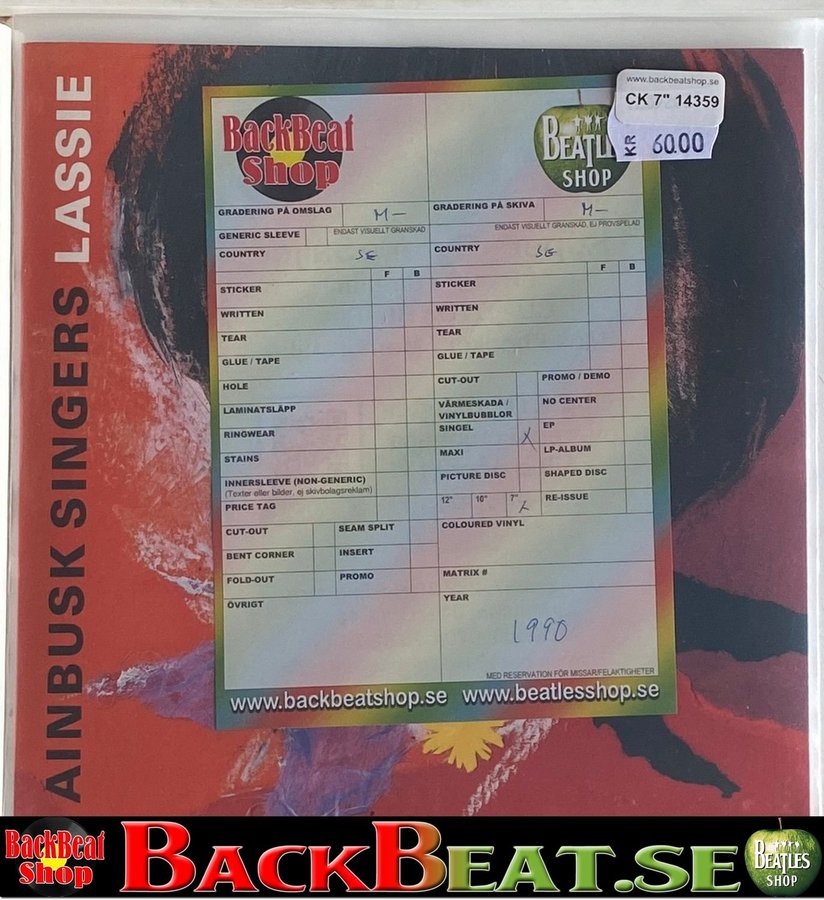 AINBUSK SINGERS LASSIE
www.backbeatshop.se
CK 7" 14359
KR 60.00
BackBeat
Shop
BEATL
SHOP
GRADERING PÅ OMSLAG M-
GRADERING PÅ SKIVA M-
GENERIC SLEEVE
ENDAST VISUELLT GRANSKAD
ENDAST VISUELLT GRANSKAD, EJ PROVSPELAD
COUNTRY SE
COUNTRY SE
F B
F B
STICKER
STICKER
WRITTEN
WRITTEN
TEAR
TEAR
GLUE / TAPE
GLUE / TAPE
HOLE
CUT-OUT
PROMO / DEMO
LAMINATSLÄPP
VÄRMESKADA /
VINYLBUBBLOR
NO CENTER
RINGWEAR
SINGEL X
EP
STAINS
MAXI
LP-ALBUM
INNERSLEEVE (NON-GENERIC)
(Texter eller bilder, ej skivbolagsreklam)
PICTURE DISC
SHAPED DISC
PRICE TAG
12" 10" 7" X
RE-ISSUE
CUT-OUT
SEAM SPLIT
COLOURED VINYL
BENT CORNER
INSERT
FOLD-OUT
PROMO
MATRIX #
ÖVRIGT
YEAR
1990
MED RESERVATION FÖR MISSAR/FELAKTIGHETER
www.backbeatshop.se www.beatlesshop.se
BackBeat
Shop
BACKBEAT.SE
BEATLES
SHOP